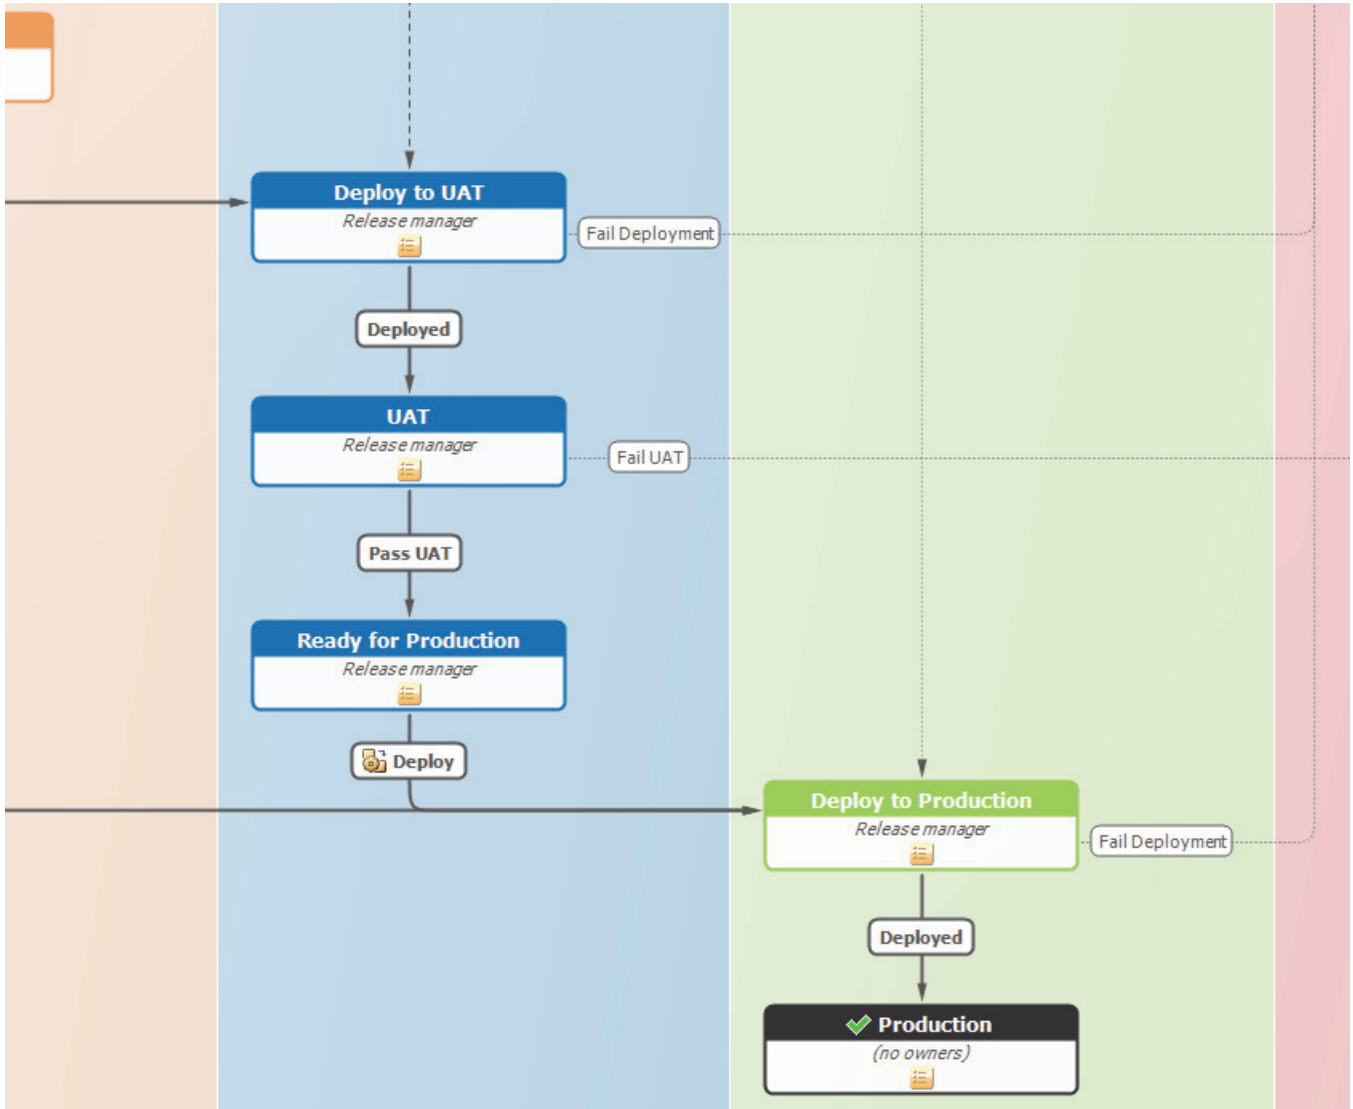 Deploy to UAT
Release manager
Fail Deployment
Deployed
UAT
Release manager
Fail UAT
Pass UAT
Ready for Production
Release manager
Deploy
Deploy to Production
Release manager
Fail Deployment
Deployed
Production
(no owners)